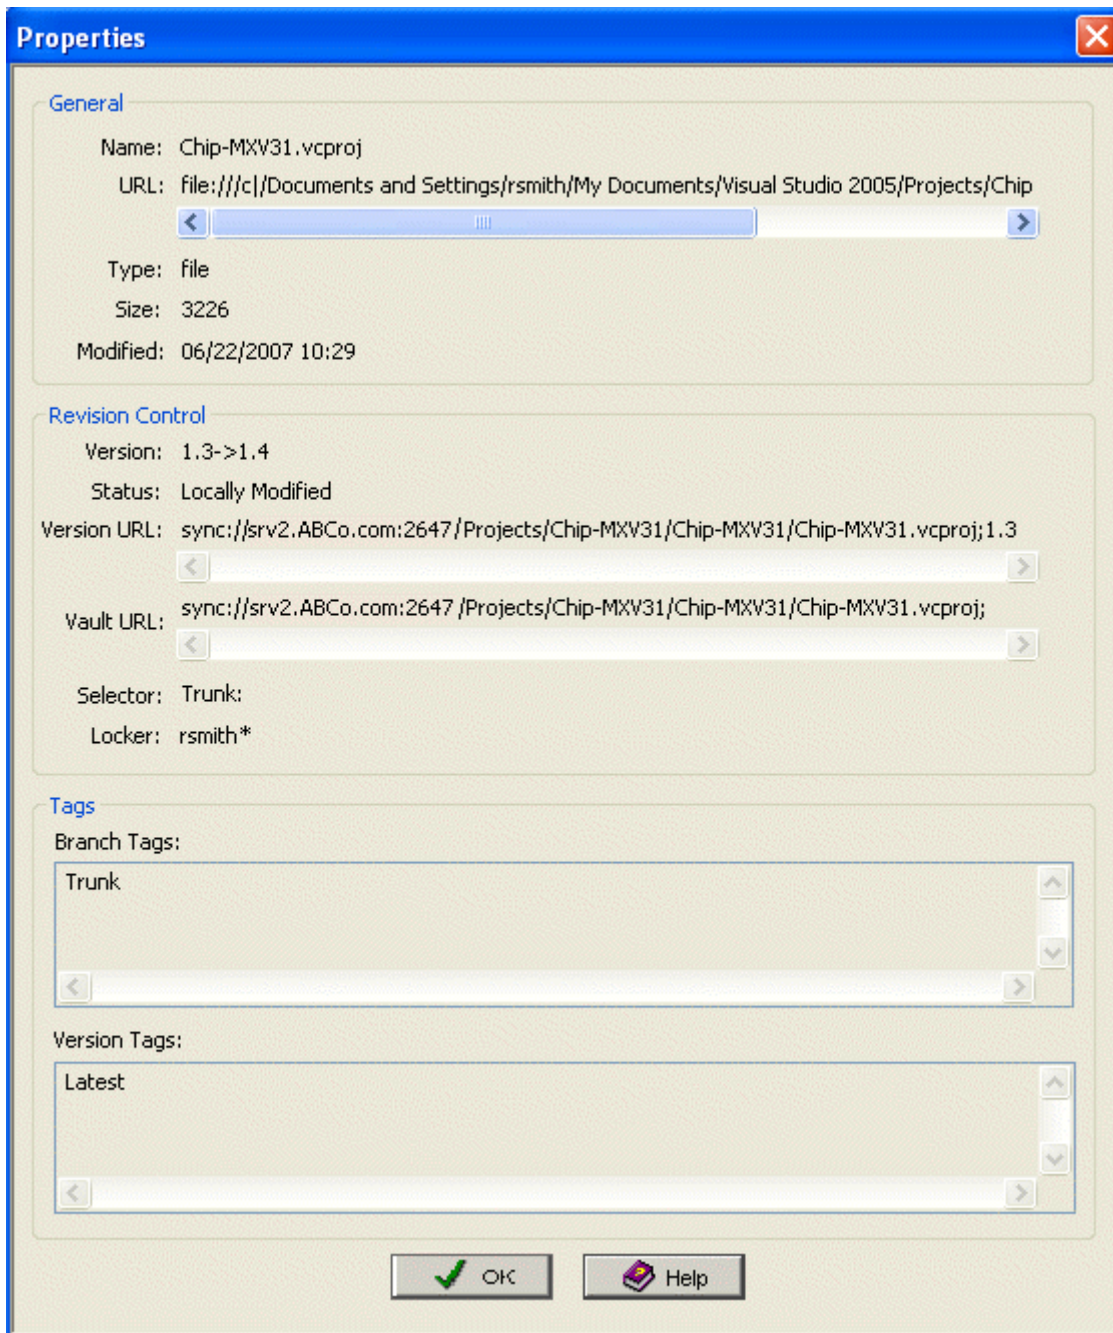 Properties
General
Name: Chip-MXV31.vcproj
URL: file:///c|/Documents and Settings/rsmith/My Documents/Visual Studio 2005/Projects/Chip
Type: file
Size: 3226
Modified: 06/22/2007 10:29
Revision Control
Version: 1.3->1.4
Status: Locally Modified
Version URL: sync://srv2.ABCo.com:2647/Projects/Chip-MXV31/Chip-MXV31/Chip-MXV31.vcproj;1.3
Vault URL: sync://srv2.ABCo.com:2647/Projects/Chip-MXV31/Chip-MXV31/Chip-MXV31.vcproj;
Selector: Trunk:
Locker: rsmith*
Tags
Branch Tags:
Trunk
Version Tags:
Latest
OK Help